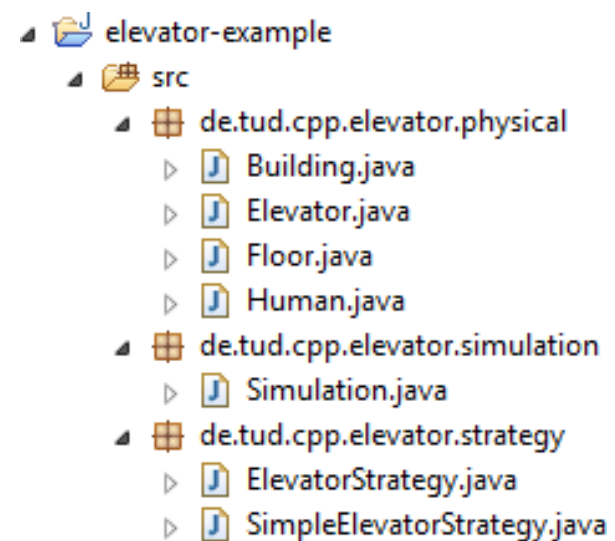 elevator-example
src
de.tud.cpp.elevator.physical
Building.java
Elevator.java
Floor.java
Human.java
de.tud.cpp.elevator.simulation
Simulation.java
de.tud.cpp.elevator.strategy
ElevatorStrategy.java
SimpleElevatorStrategy.java